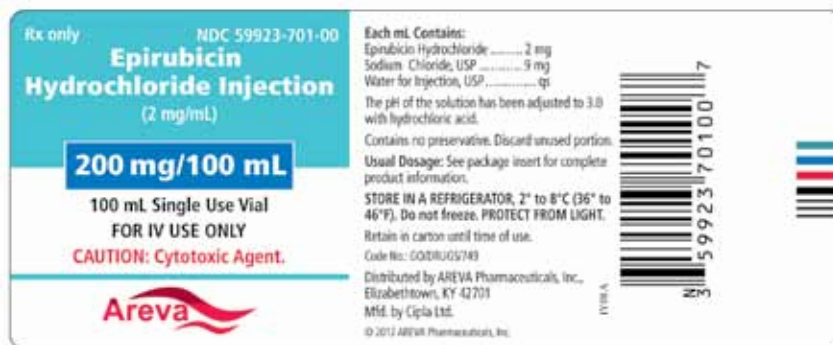 Rx only NDC 59923-701-00
Epirubicin
Hydrochloride Injection
(2 mg/mL)
200 mg/100 mL
100 mL Single Use Vial
FOR IV USE ONLY
CAUTION: Cytotoxic Agent.
Areva
Each mL Contains:
Epirubicin Hydrochloride ......... 2 mg
Sodium Chloride, USP ............ 9 mg
Water for Injection, USP............. qs
The pH of the solution has been adjusted to 3.0
with hydrochloric acid.
Contains no preservative. Discard unused portion.
Usual Dosage: See package insert for complete
product information.
STORE IN A REFRIGERATOR, 2° to 8°C (36° to
46°F). Do not freeze. PROTECT FROM LIGHT.
Retain in carton until time of use.
Code No.: GO/DRUGS/749
Distributed by AREVA Pharmaceuticals, Inc.,
Elizabethtown, KY 42701
Mfd. by Cipla Ltd.
© 2012 AREVA Pharmaceuticals, Inc.
N
3 59923 70100 7